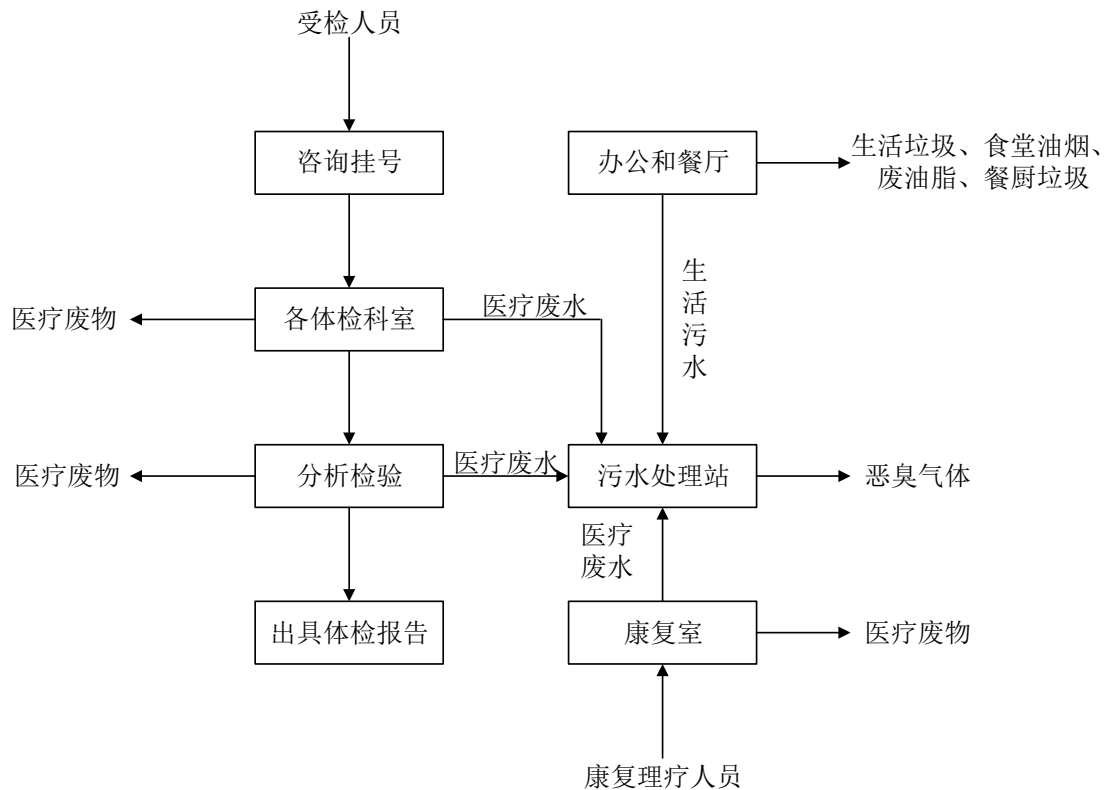 受检人员
咨询挂号
办公和餐厅
生活垃圾、食堂油烟、
废油脂、餐厨垃圾
生活污水
医疗废物
各体检科室
医疗废水
医疗废物
分析检验
医疗废水
污水处理站
恶臭气体
医疗
废水
出具体检报告
康复室
医疗废物
康复理疗人员